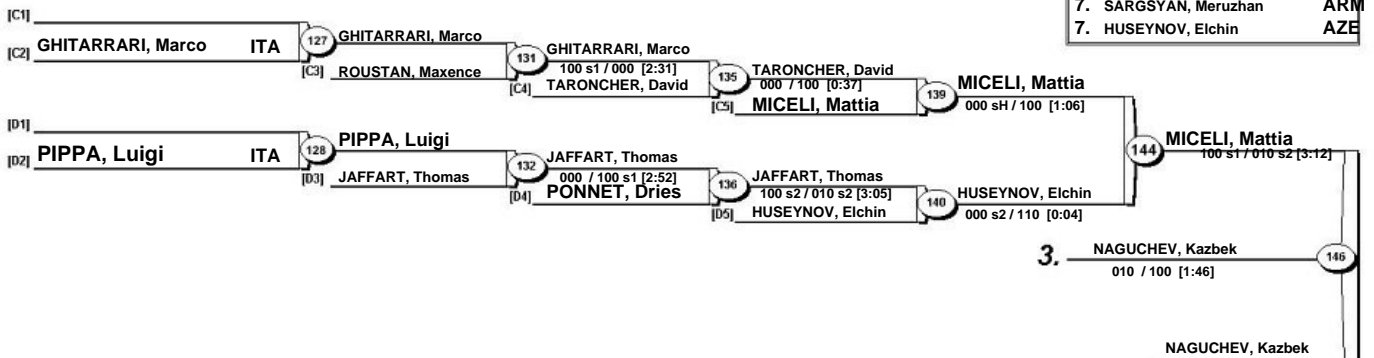 7. SARGSYAN, Meruzhan ARM
7. HUSEYNOV, Elchin AZE
[C1]
[C2] GHITARRARI, Marco ITA
127
GHITARRARI, Marco
[C3] ROUSTAN, Maxence
131
GHITARRARI, Marco
100 s1 / 000 [2:31]
[C4] TARONCHER, David
135
TARONCHER, David
000 / 100 [0:37]
[C5] MICELI, Mattia
139
MICELI, Mattia
000 sH / 100 [1:06]
[D1]
[D2] PIPPA, Luigi ITA
128
PIPPA, Luigi
[D3] JAFFART, Thomas
132
JAFFART, Thomas
000 / 100 s1 [2:52]
[D4] PONNET, Dries
136
JAFFART, Thomas
100 s2 / 010 s2 [3:05]
[D5] HUSEYNOV, Elchin
140
HUSEYNOV, Elchin
000 s2 / 110 [0:04]
144
MICELI, Mattia
100 s1 / 010 s2 [3:12]
3. NAGUCHEV, Kazbek
010 / 100 [1:46]
146
NAGUCHEV, Kazbek